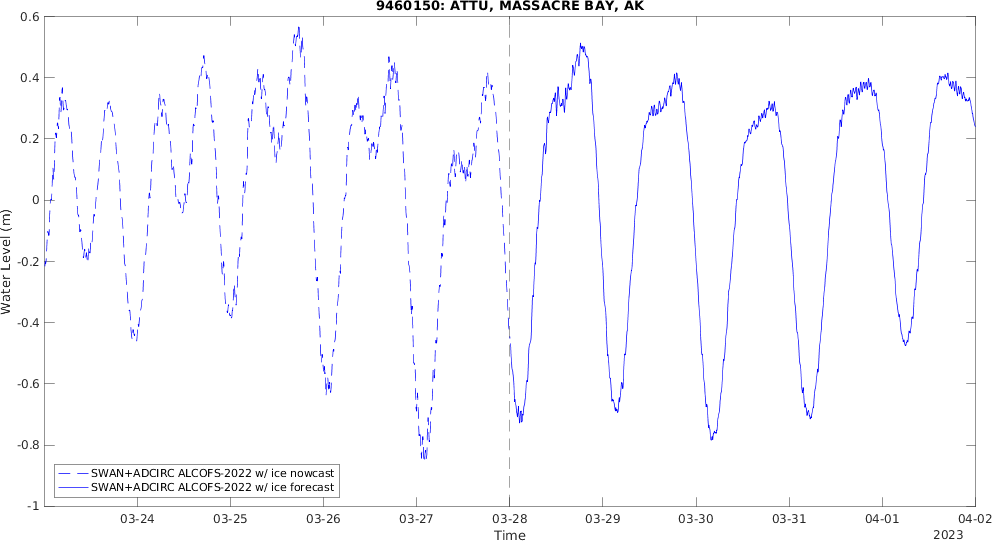 9460150: ATTU, MASSACRE BAY, AK
0.6
0.4
0.2
0
-0.2
-0.4
-0.6
-0.8
-1
Water Level (m)
SWAN+ADCIRC ALCOFS-2022 w/ ice nowcast
SWAN+ADCIRC ALCOFS-2022 w/ ice forecast
03-24 03-25 03-26 03-27 03-28 03-29 03-30 03-31 04-01 04-02
Time
2023